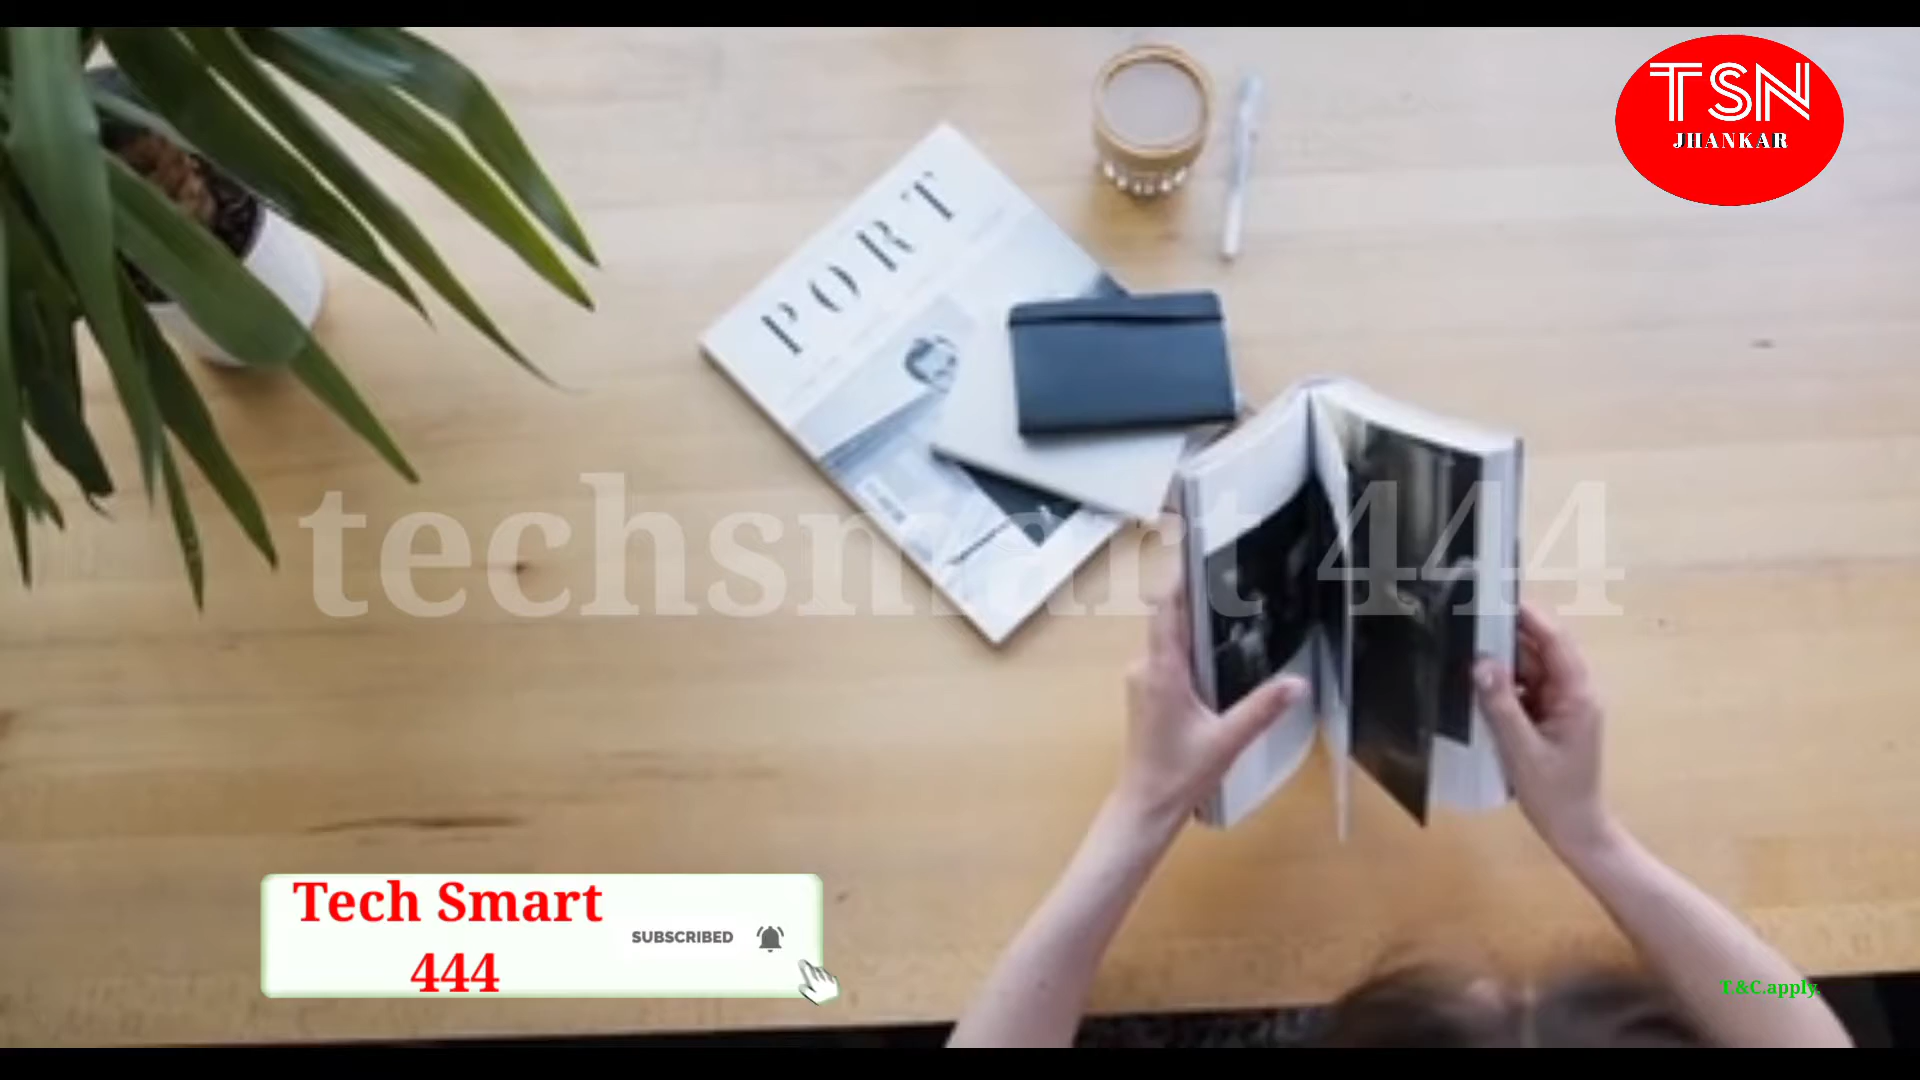 TSN
JHANKAR
PORT
techsmart 444
Tech Smart
444
SUBSCRIBED
T.&C.apply.